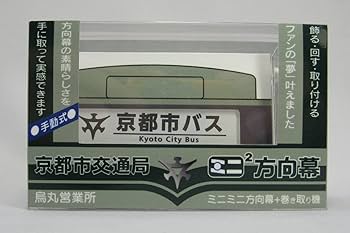 飾る・回す・取り付ける
ファンの「夢」叶えました
方向幕の素晴らしさを
手に取って実感できます
●手動式●
京都市バス
Kyoto City Bus
京都市交通局
ミニ²方向幕
烏丸営業所
ミニミニ方向幕+巻き取り機